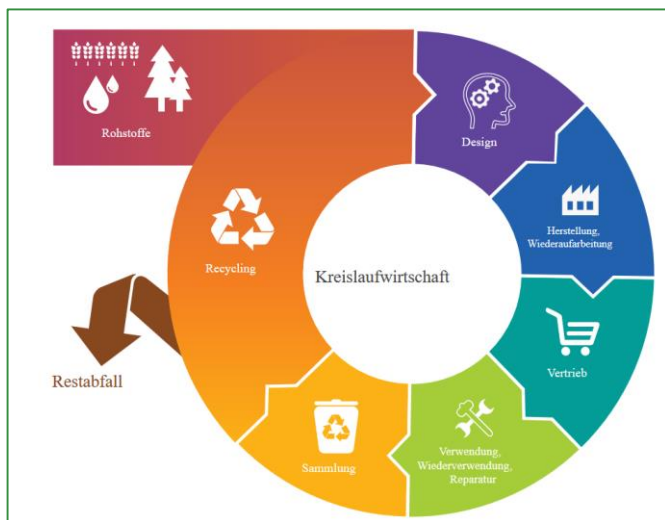 Rohstoffe
Design
Herstellung,
Wiederaufarbeitung
Recycling
Kreislaufwirtschaft
Vertrieb
Restabfall
Sammlung
Verwendung,
Wiederverwendung,
Reparatur